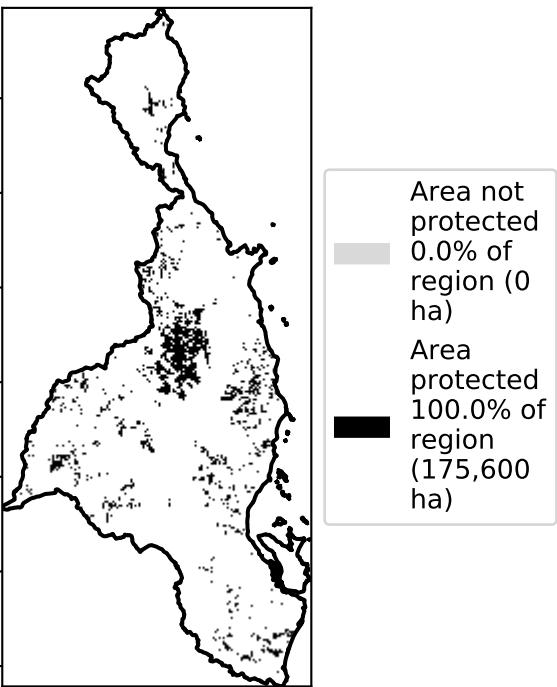 Area not
protected
0.0% of
region (0
ha)
Area
protected
100.0% of
region
(175,600
ha)